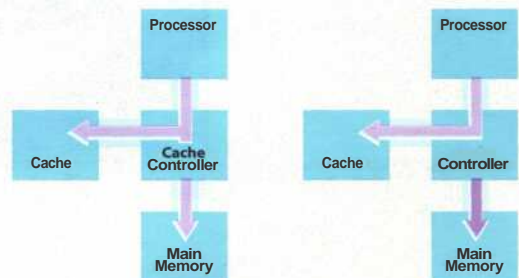 Processor
Cache
Cache
Controller
Main
Memory
Processor
Cache
Controller
Main
Memory